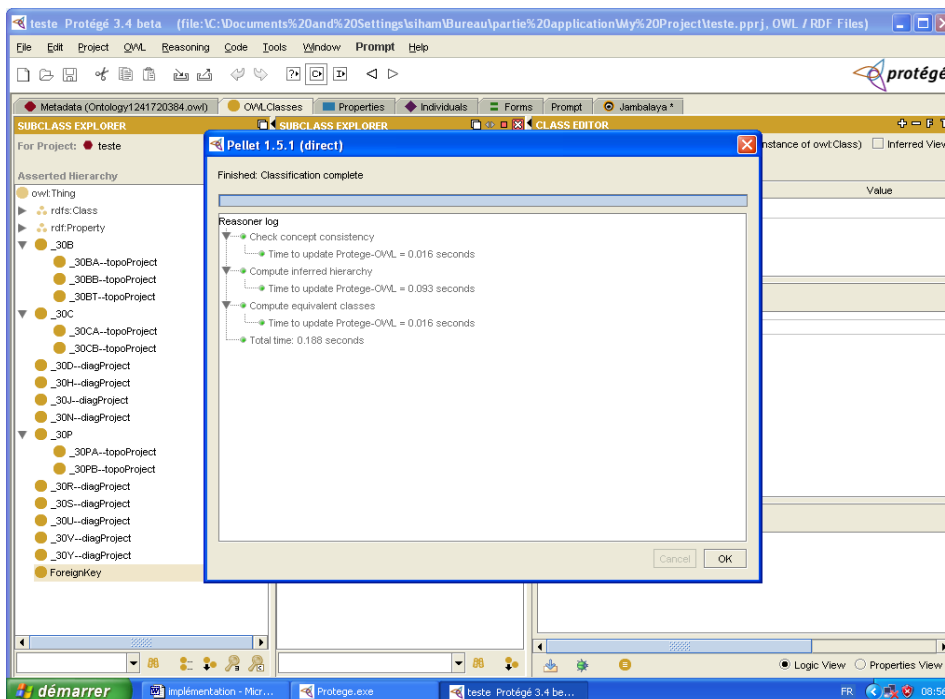 teste Protégé 3.4 beta (file:\C:\Documents%20and%20Settings\siham\Bureau\partie%20application\My%20Project\teste.pprj, OWL / RDF Files)
File Edit Project OWL Reasoning Code Tools Window Prompt Help
protégé
Metadata (Ontology1241720384.owl) OWLClasses Properties Individuals Forms Prompt Jambalaya *
SUBCLASS EXPLORER SUBCLASS EXPLORER CLASS EDITOR
For Project: teste
nstance of owl:Class) Inferred View
Asserted Hierarchy
Value
owl:Thing
rdfs:Class
rdf:Property
_30B
_30BA--topoProject
_30BB--topoProject
_30BT--topoProject
_30C
_30CA--topoProject
_30CB--topoProject
_30D--diagProject
_30H--diagProject
_30J--diagProject
_30N--diagProject
_30P
_30PA--topoProject
_30PB--topoProject
_30R--diagProject
_30S--diagProject
_30U--diagProject
_30V--diagProject
_30Y--diagProject
ForeignKey
Pellet 1.5.1 (direct)
Finished: Classification complete
Reasoner log
Check concept consistency
Time to update Protege-OWL = 0.016 seconds
Compute inferred hierarchy
Time to update Protege-OWL = 0.093 seconds
Compute equivalent classes
Time to update Protege-OWL = 0.016 seconds
Total time: 0.188 seconds
Cancel OK
Logic View Properties View
démarrer implémentation - Micr... Protege.exe teste Protégé 3.4 be... FR 08:56